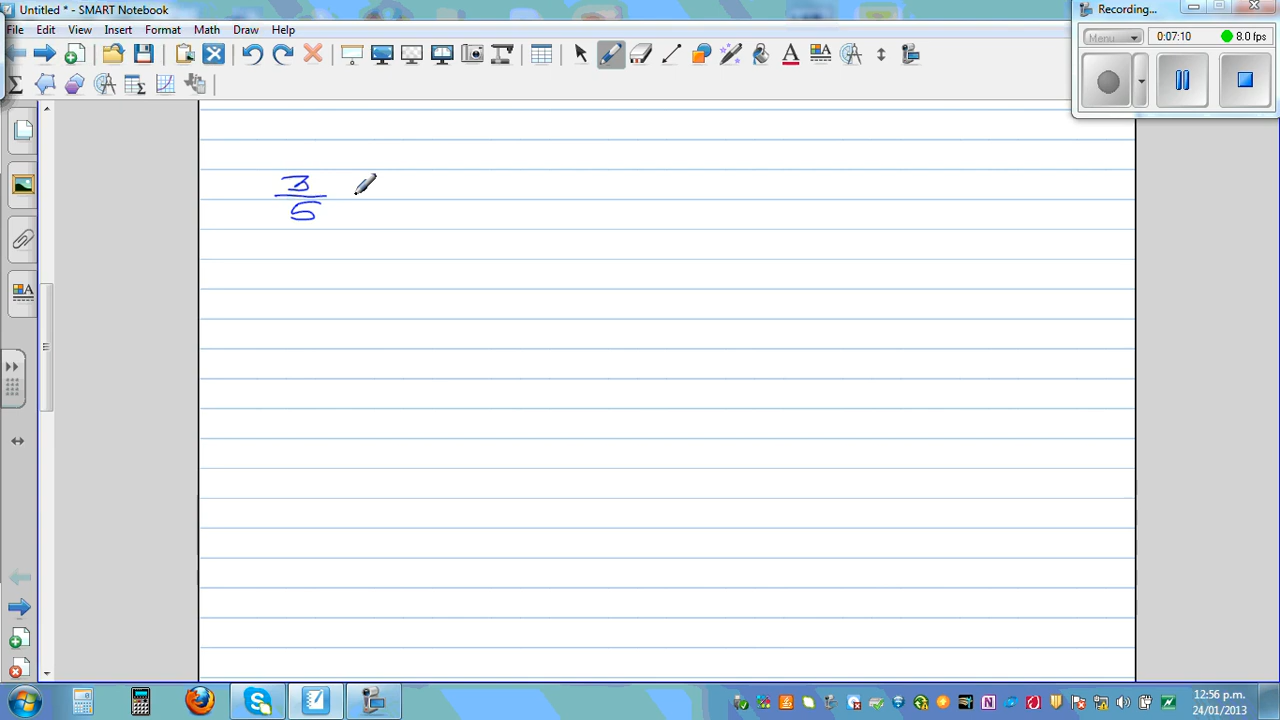 Untitled * - SMART Notebook
File Edit View Insert Format Math Draw Help
Recording...
Menu 0:07:10 8.0 fps
3
5
12:56 p.m.
24/01/2013